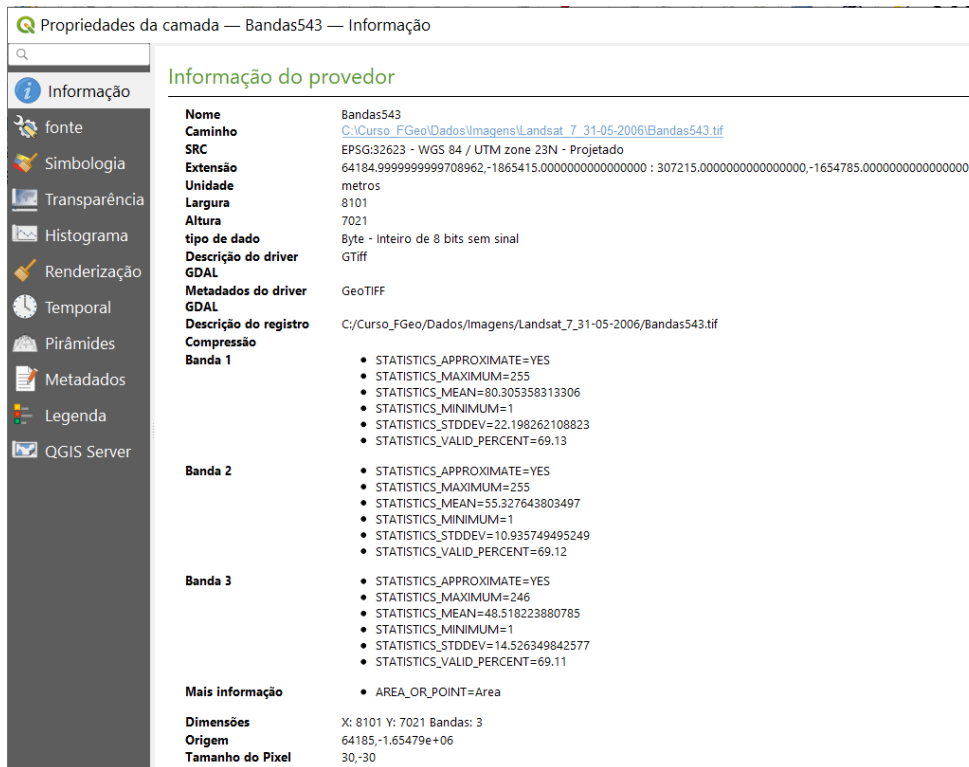 Propriedades da camada — Bandas543 — Informação
Informação
fonte
Simbologia
Transparência
Histograma
Renderização
Temporal
Pirâmides
Metadados
Legenda
QGIS Server
Informação do provedor
Nome Bandas543
Caminho C:\Curso_FGeo\Dados\Imagens\Landsat_7_31-05-2006\Bandas543.tif
SRC EPSG:32623 - WGS 84 / UTM zone 23N - Projetado
Extensão 64184.9999999999708962,-1865415.0000000000000000 : 307215.0000000000000000,-1654785.0000000000000000
Unidade metros
Largura 8101
Altura 7021
tipo de dado Byte - Inteiro de 8 bits sem sinal
Descrição do driver GTiff
GDAL
Metadados do driver GeoTIFF
GDAL
Descrição do registro C:/Curso_FGeo/Dados/Imagens/Landsat_7_31-05-2006/Bandas543.tif
Compressão
Banda 1 • STATISTICS_APPROXIMATE=YES
• STATISTICS_MAXIMUM=255
• STATISTICS_MEAN=80.305358313306
• STATISTICS_MINIMUM=1
• STATISTICS_STDDEV=22.198262108823
• STATISTICS_VALID_PERCENT=69.13
Banda 2 • STATISTICS_APPROXIMATE=YES
• STATISTICS_MAXIMUM=255
• STATISTICS_MEAN=55.327643803497
• STATISTICS_MINIMUM=1
• STATISTICS_STDDEV=10.935749495249
• STATISTICS_VALID_PERCENT=69.12
Banda 3 • STATISTICS_APPROXIMATE=YES
• STATISTICS_MAXIMUM=246
• STATISTICS_MEAN=48.518223880785
• STATISTICS_MINIMUM=1
• STATISTICS_STDDEV=14.526349842577
• STATISTICS_VALID_PERCENT=69.11
Mais informação • AREA_OR_POINT=Area
Dimensões X: 8101 Y: 7021 Bandas: 3
Origem 64185,-1.65479e+06
Tamanho do Pixel 30,-30